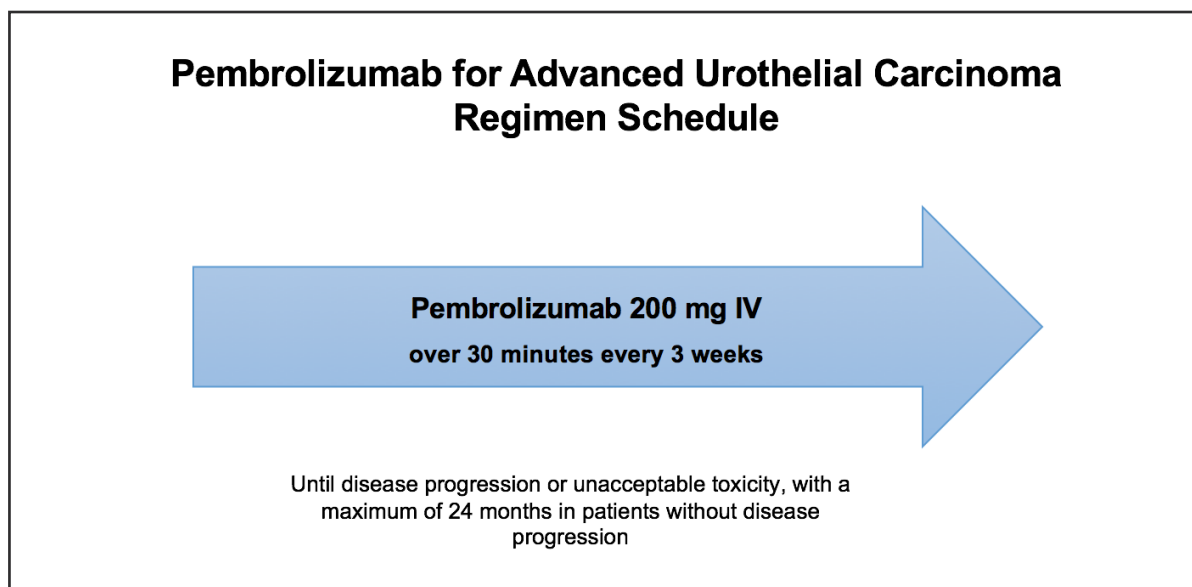 Pembrolizumab for Advanced Urothelial Carcinoma
Regimen Schedule
Pembrolizumab 200 mg IV
over 30 minutes every 3 weeks
Until disease progression or unacceptable toxicity, with a
maximum of 24 months in patients without disease
progression